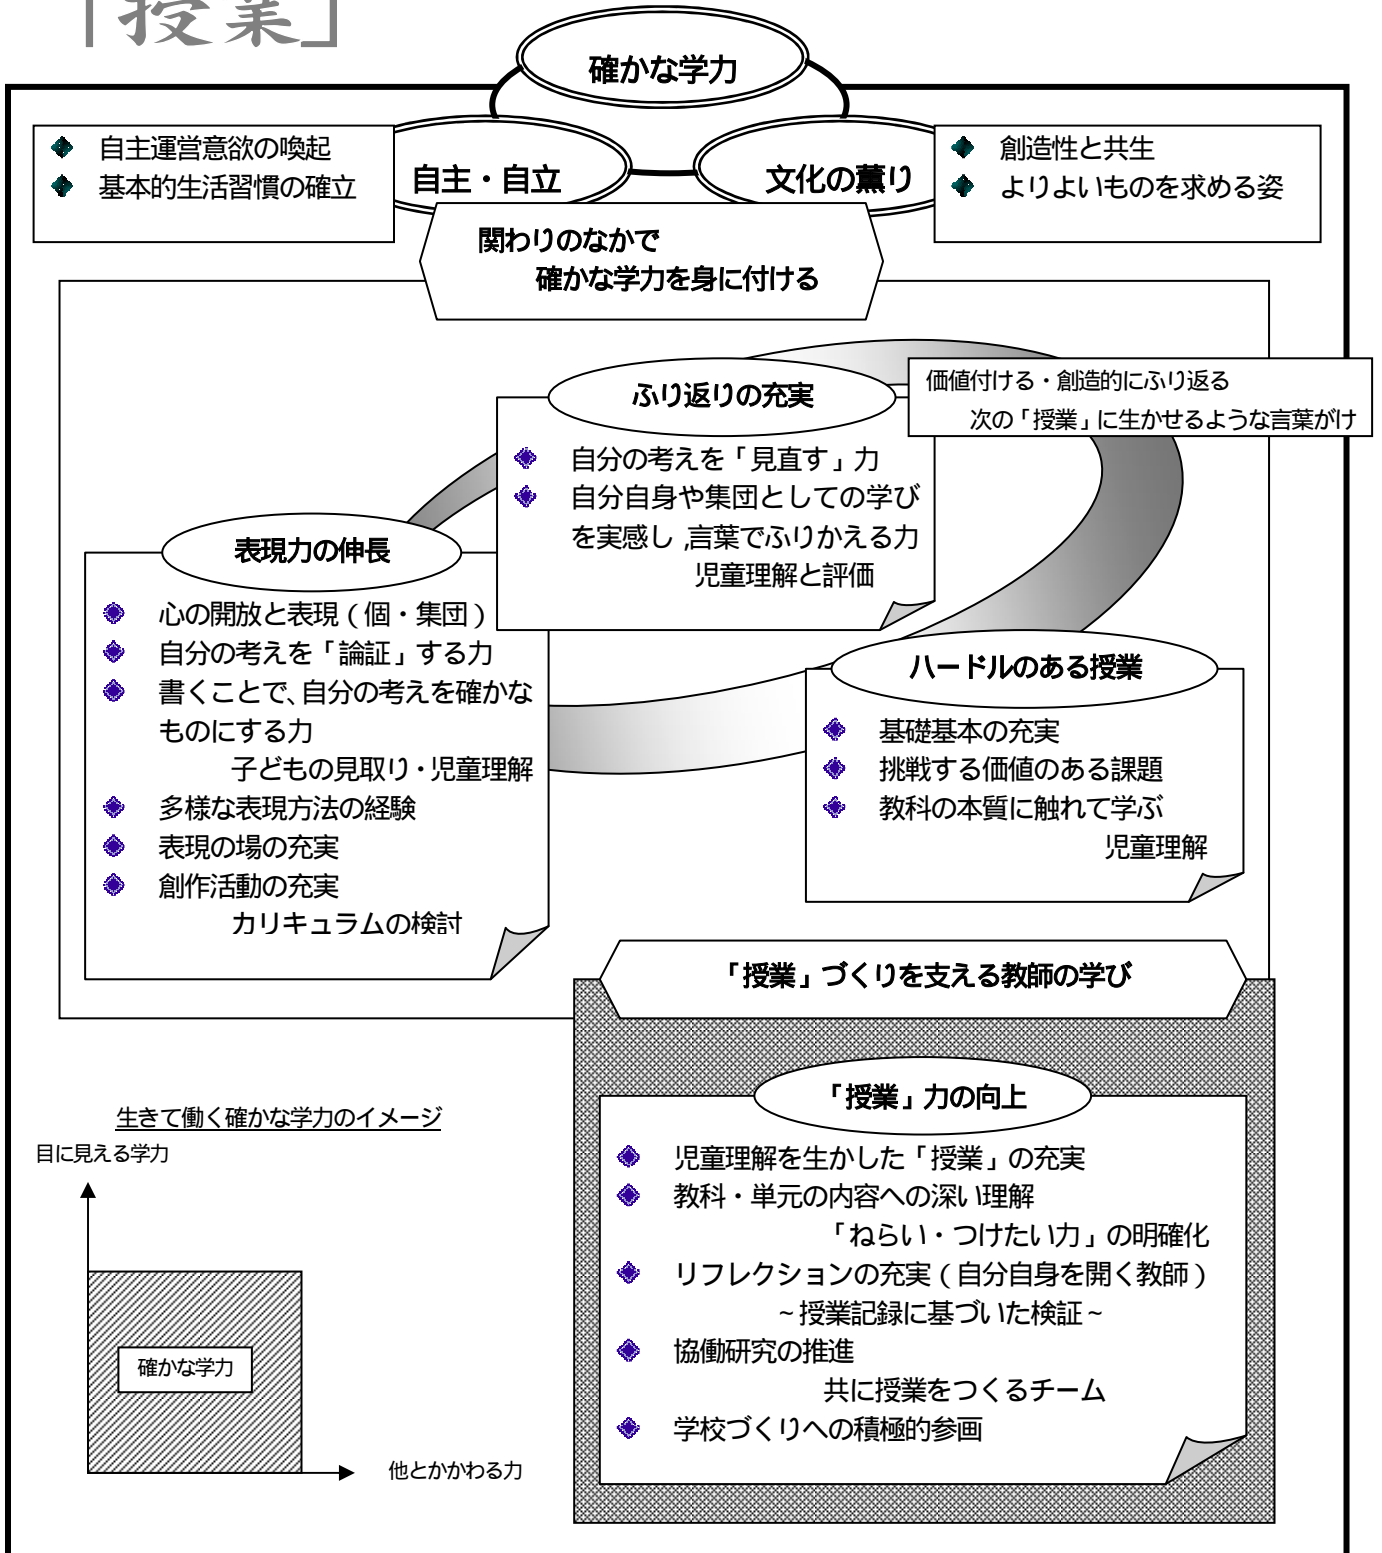 「授業」
確かな学力
自主運営意欲の喚起
基本的生活習慣の確立
自主・自立
文化の薫り
創造性と共生
よりよいものを求める姿
関わりのなかで
確かな学力を身に付ける
ふり返りの充実
自分の考えを「見直す」力
自分自身や集団としての学び
を実感し,言葉でふりかえる力
児童理解と評価
価値付ける・創造的にふり返る
次の「授業」に生かせるような言葉がけ
表現力の伸長
心の開放と表現(個・集団)
自分の考えを「論証」する力
書くことで、自分の考えを確かな
ものにする力
子どもの見取り・児童理解
多様な表現方法の経験
表現の場の充実
創作活動の充実
カリキュラムの検討
ハードルのある授業
基礎基本の充実
挑戦する価値のある課題
教科の本質に触れて学ぶ
児童理解
「授業」づくりを支える教師の学び
「授業」力の向上
児童理解を生かした「授業」の充実
教科・単元の内容への深い理解
「ねらい・つけたい力」の明確化
リフレクションの充実(自分自身を開く教師)
~授業記録に基づいた検証~
協働研究の推進
共に授業をつくるチーム
学校づくりへの積極的参画
生きて働く確かな学力のイメージ
目に見える学力
確かな学力
他とかかわる力